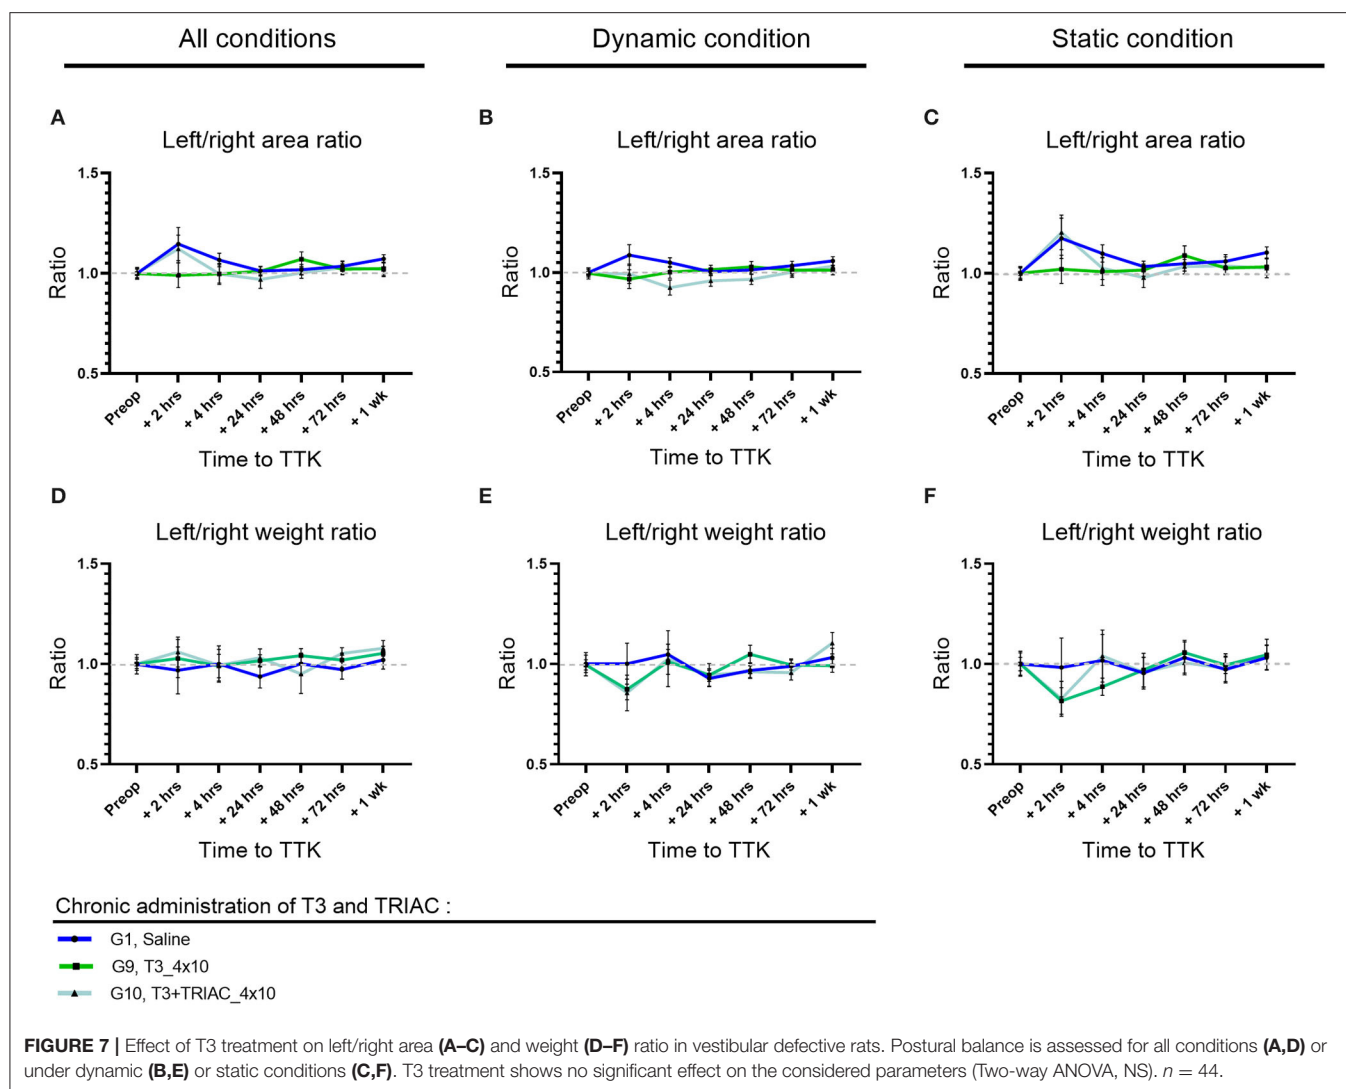 All conditions
Dynamic condition
Static condition
A
Left/right area ratio
1.5
1.0
0.5
Ratio
Preop
+ 2 hrs
+ 4 hrs
+ 24 hrs
+ 48 hrs
+ 72 hrs
+ 1 wk
Time to TTK
B
Left/right area ratio
1.5
1.0
0.5
Ratio
Preop
+ 2 hrs
+ 4 hrs
+ 24 hrs
+ 48 hrs
+ 72 hrs
+ 1 wk
Time to TTK
C
Left/right area ratio
1.5
1.0
0.5
Ratio
Preop
+ 2 hrs
+ 4 hrs
+ 24 hrs
+ 48 hrs
+ 72 hrs
+ 1 wk
Time to TTK
D
Left/right weight ratio
1.5
1.0
0.5
Ratio
Preop
+ 2 hrs
+ 4 hrs
+ 24 hrs
+ 48 hrs
+ 72 hrs
+ 1 wk
Time to TTK
E
Left/right weight ratio
1.5
1.0
0.5
Ratio
Preop
+ 2 hrs
+ 4 hrs
+ 24 hrs
+ 48 hrs
+ 72 hrs
+ 1 wk
Time to TTK
F
Left/right weight ratio
1.5
1.0
0.5
Ratio
Preop
+ 2 hrs
+ 4 hrs
+ 24 hrs
+ 48 hrs
+ 72 hrs
+ 1 wk
Time to TTK
Chronic administration of T3 and TRIAC :
G1, Saline
G9, T3_4x10
G10, T3+TRIAC_4x10
FIGURE 7 | Effect of T3 treatment on left/right area (A–C) and weight (D–F) ratio in vestibular defective rats. Postural balance is assessed for all conditions (A,D) or
under dynamic (B,E) or static conditions (C,F). T3 treatment shows no significant effect on the considered parameters (Two-way ANOVA, NS). n = 44.